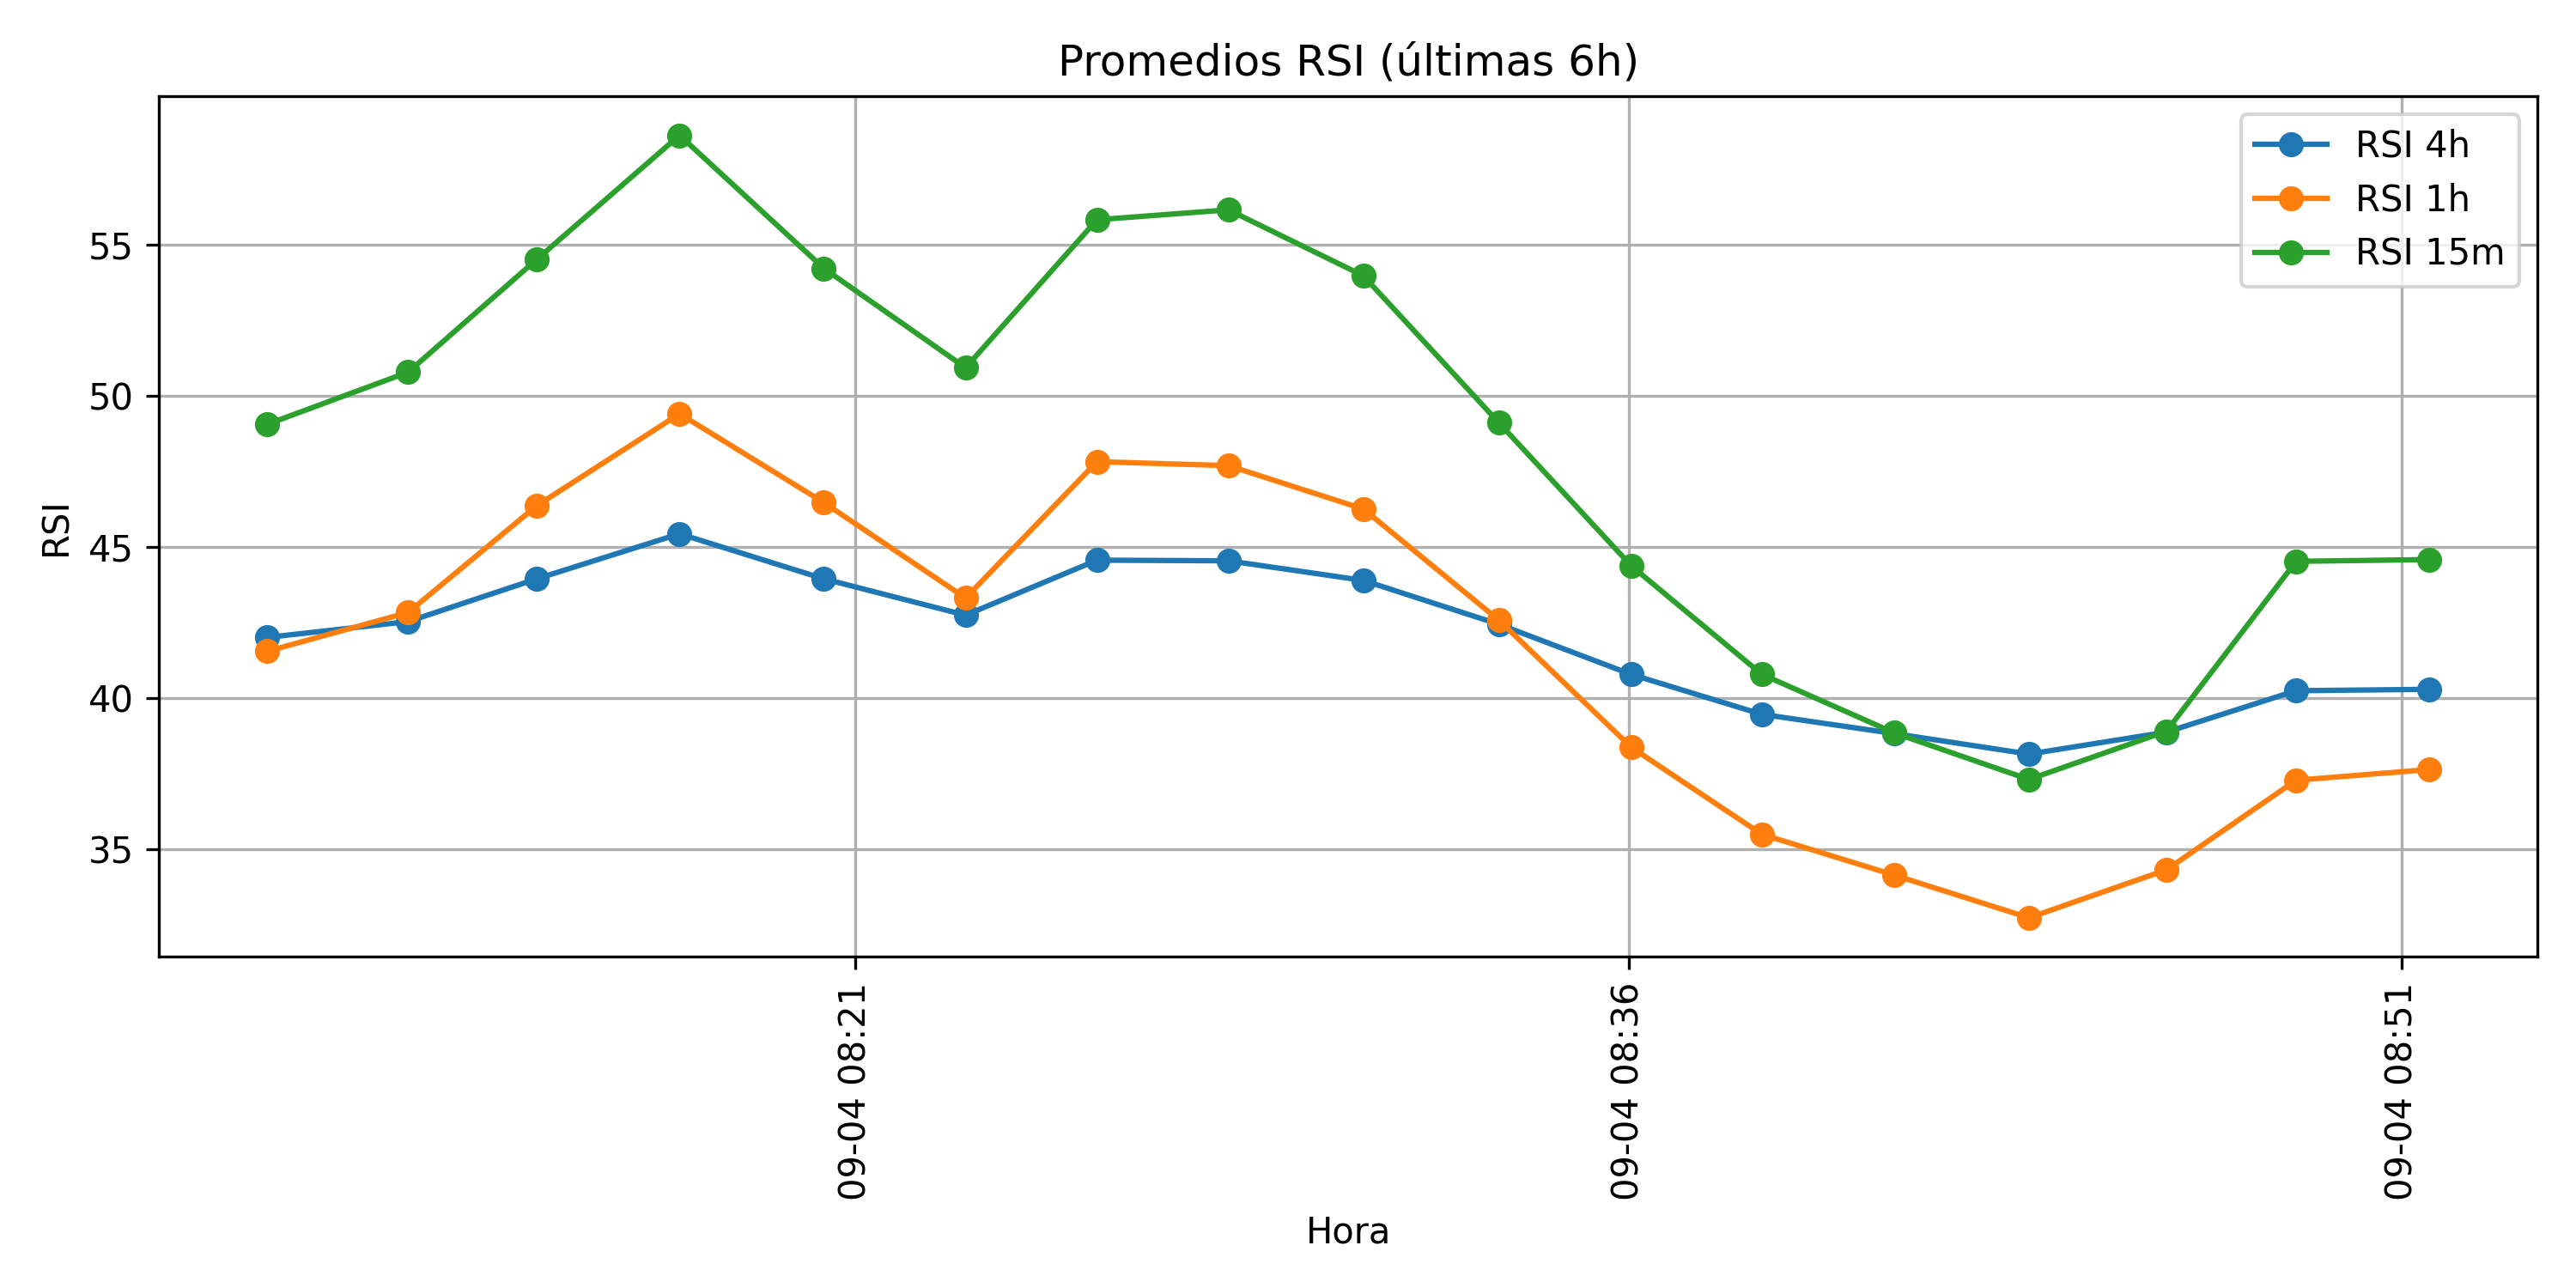 Promedios RSI (últimas 6h)
RSI 4h
RSI 1h
RSI 15m
RSI
55
50
45
40
35
09-04 08:21
09-04 08:36
09-04 08:51
Hora